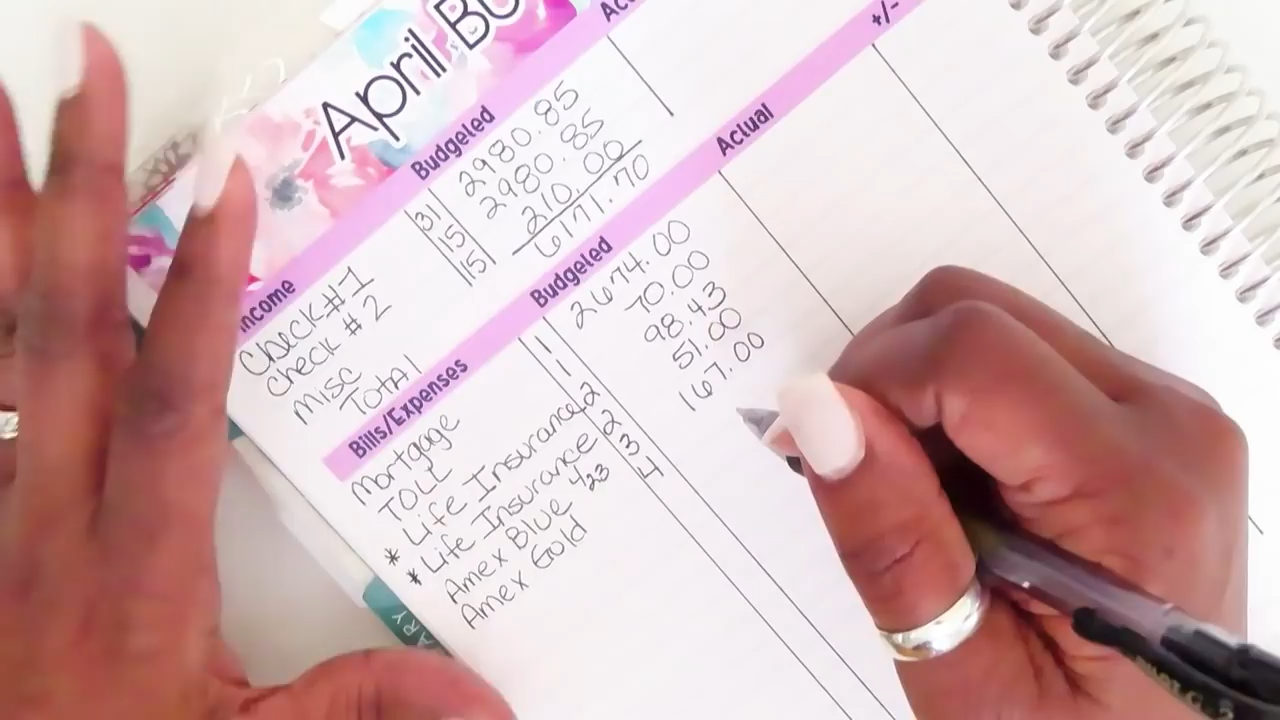 April
Income Budgeted
Check #1 31 2980.85
check # 2 15 2980.85
Misc 15 210.00
Total 6171.70
Bills/Expenses Budgeted Actual +/-
Mortgage 1 2674.00
TOLL 1 70.00
* Life Insurance 2 98.43
* Life Insurance 2 51.00
Amex Blue 4/23 3 167.00
Amex Gold
ARY